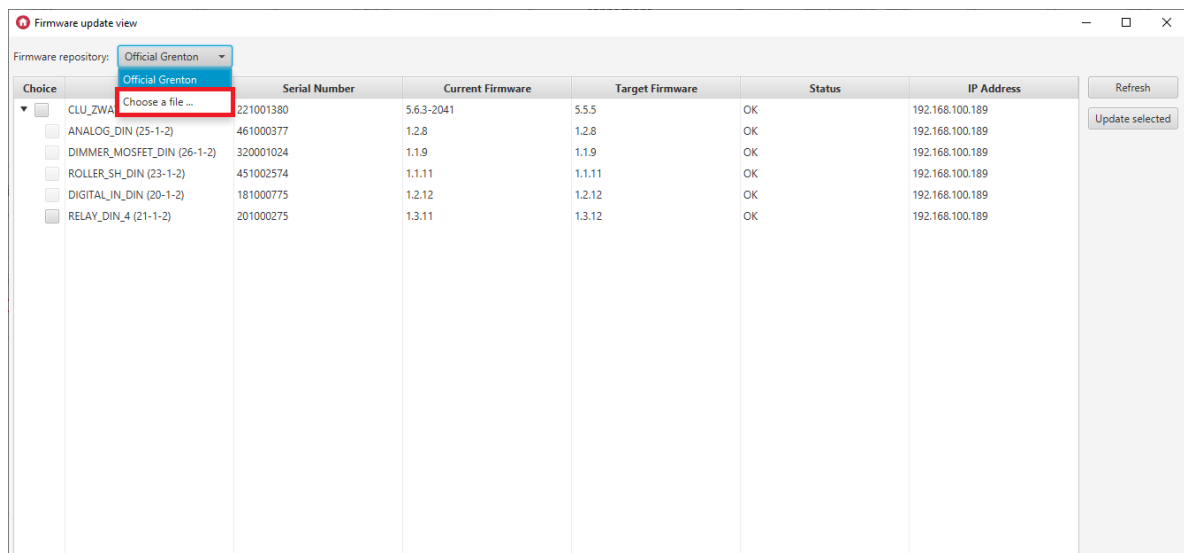 Firmware update view
Firmware repository: Official Grenton
Official Grenton
Choose a file ...
Choice Serial Number Current Firmware Target Firmware Status IP Address Refresh
CLU_ZWA 221001380 5.6.3-2041 5.5.5 OK 192.168.100.189
Update selected
ANALOG_DIN (25-1-2) 461000377 1.2.8 1.2.8 OK 192.168.100.189
DIMMER_MOSFET_DIN (26-1-2) 320001024 1.1.9 1.1.9 OK 192.168.100.189
ROLLER_SH_DIN (23-1-2) 451002574 1.1.11 1.1.11 OK 192.168.100.189
DIGITAL_IN_DIN (20-1-2) 181000775 1.2.12 1.2.12 OK 192.168.100.189
RELAY_DIN_4 (21-1-2) 201000275 1.3.11 1.3.12 OK 192.168.100.189